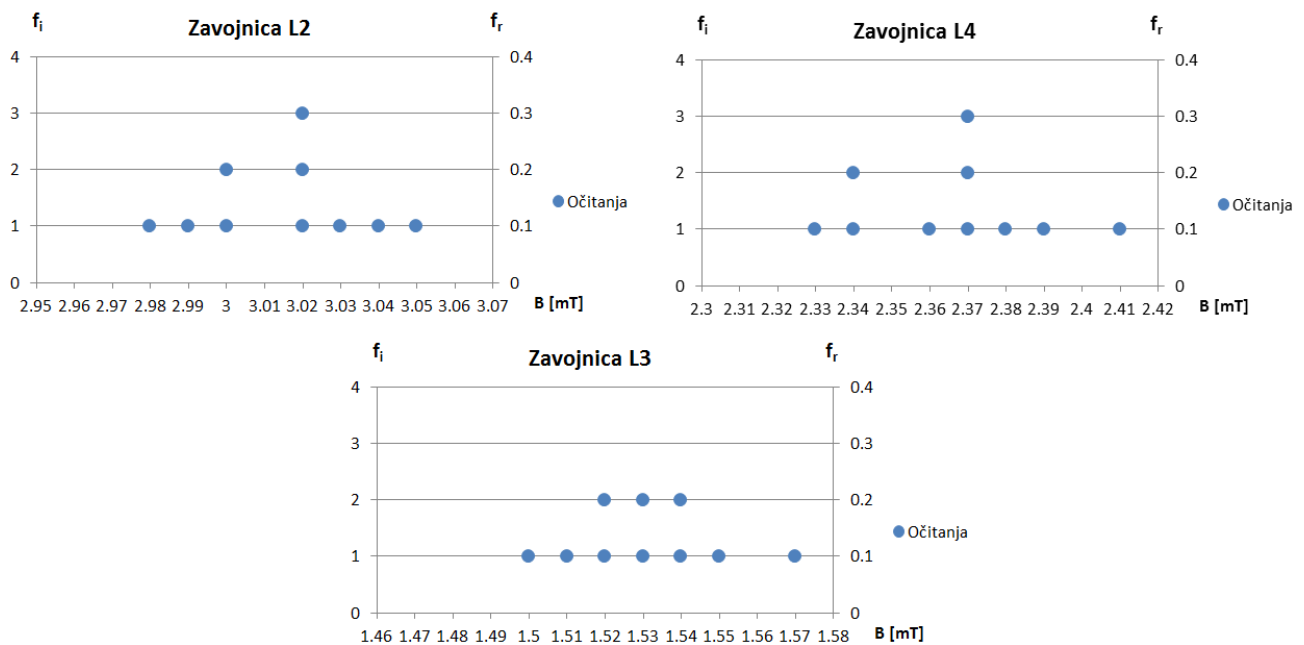 fi fr
Zavojnica L2
4 0.4
3 0.3
2 0.2
1 0.1
0 0
2.95 2.96 2.97 2.98 2.99 3 3.01 3.02 3.03 3.04 3.05 3.06 3.07 B [mT]
Očitanja
fi fr
Zavojnica L4
4 0.4
3 0.3
2 0.2
1 0.1
0 0
2.3 2.31 2.32 2.33 2.34 2.35 2.36 2.37 2.38 2.39 2.4 2.41 2.42 B [mT]
Očitanja
fi fr
Zavojnica L3
4 0.4
3 0.3
2 0.2
1 0.1
0 0
1.46 1.47 1.48 1.49 1.5 1.51 1.52 1.53 1.54 1.55 1.56 1.57 1.58 B [mT]
Očitanja